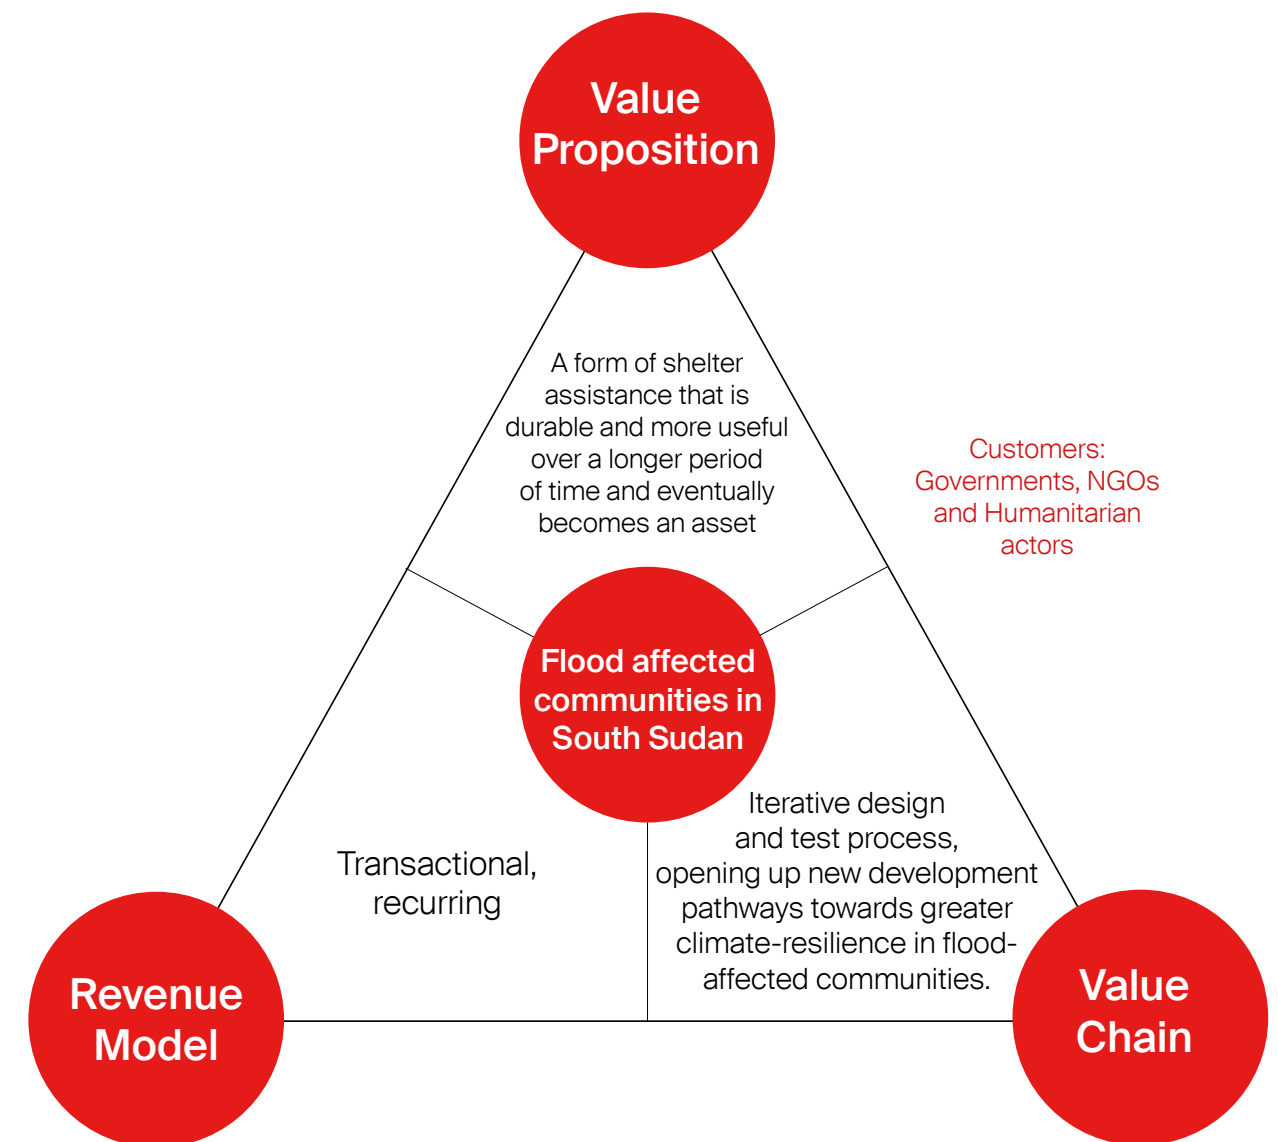 Value
Proposition
A form of shelter
assistance that is
durable and more useful
over a longer period
of time and eventually
becomes an asset
Customers:
Governments, NGOs
and Humanitarian
actors
Flood affected
communities in
South Sudan
Transactional,
recurring
Iterative design
and test process,
opening up new development
pathways towards greater
climate-resilience in flood-
affected communities.
Revenue
Model
Value
Chain